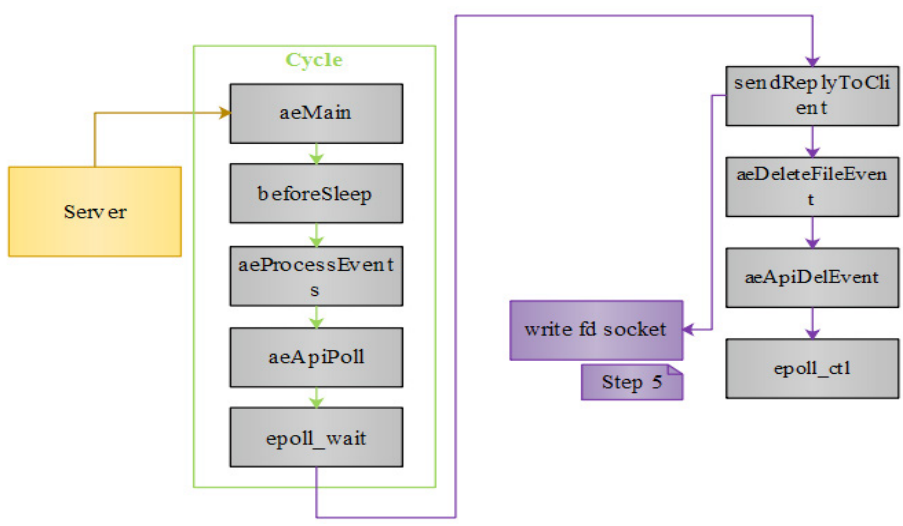 Cycle
aeMain
beforeSleep
aeProcessEvent
s
aeApiPoll
epoll_wait
Server
sendReplyToCli
ent
aeDeleteFileEven
t
aeApiDelEvent
epoll_ctl
write fd socket
Step 5